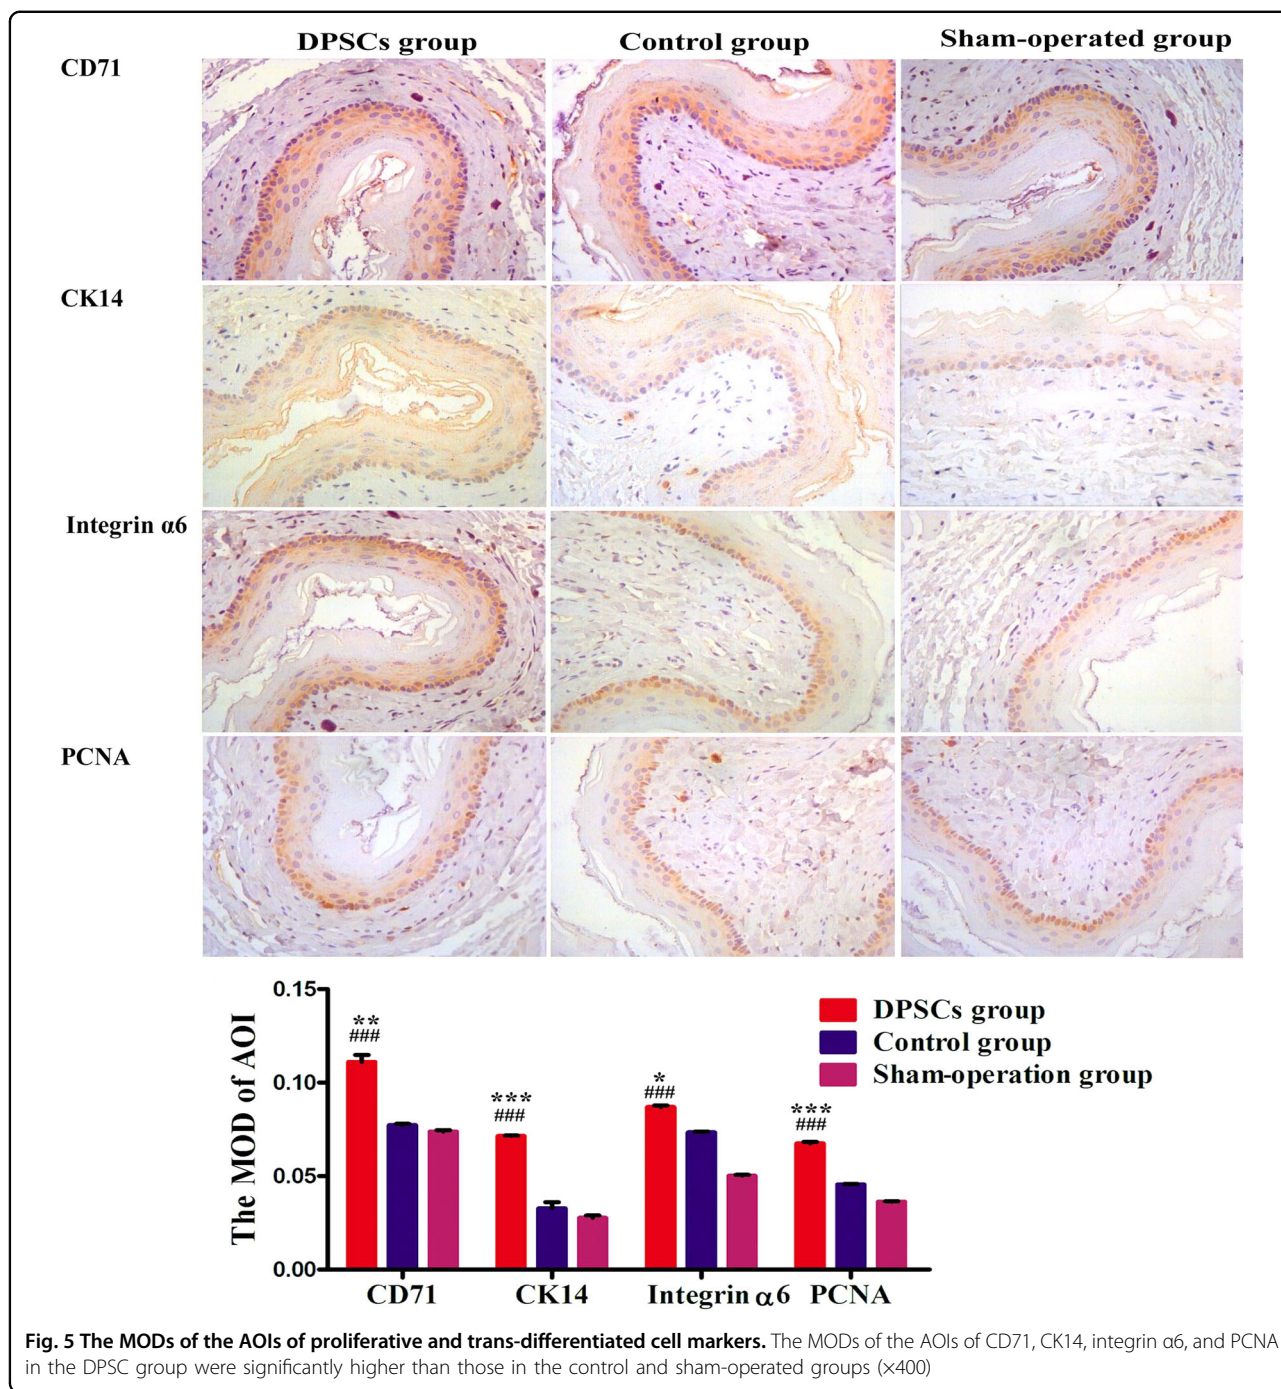 DPSCs group Control group Sham-operated group
CD71
CK14
Integrin α6
PCNA
The MOD of AOI
0.15
0.10
0.05
0.00
**
###
***
###
*
###
***
###
DPSCs group
Control group
Sham-operation group
CD71 CK14 Integrin α6 PCNA
Fig. 5 The MODs of the AOIs of proliferative and trans-differentiated cell markers. The MODs of the AOIs of CD71, CK14, integrin α6, and PCNA
in the DPSC group were significantly higher than those in the control and sham-operated groups (×400)